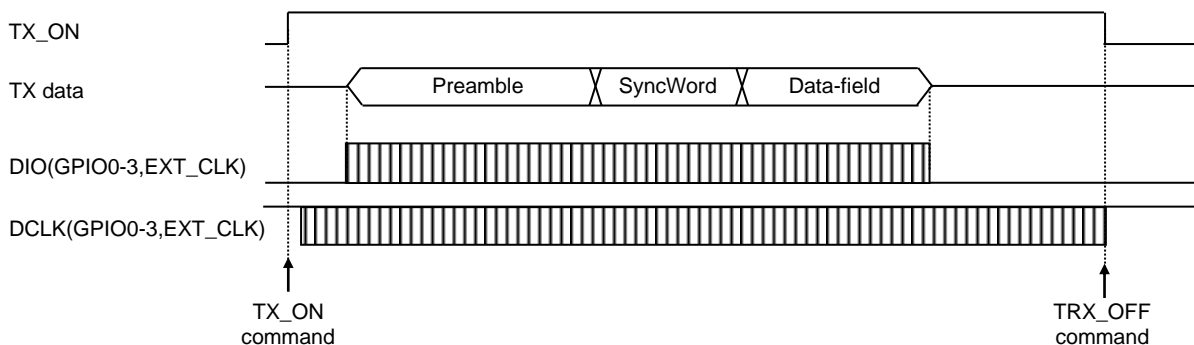 TX_ON
TX data
Preamble
SyncWord
Data-field
DIO(GPIO0-3,EXT_CLK)
DCLK(GPIO0-3,EXT_CLK)
TX_ON
command
TRX_OFF
command